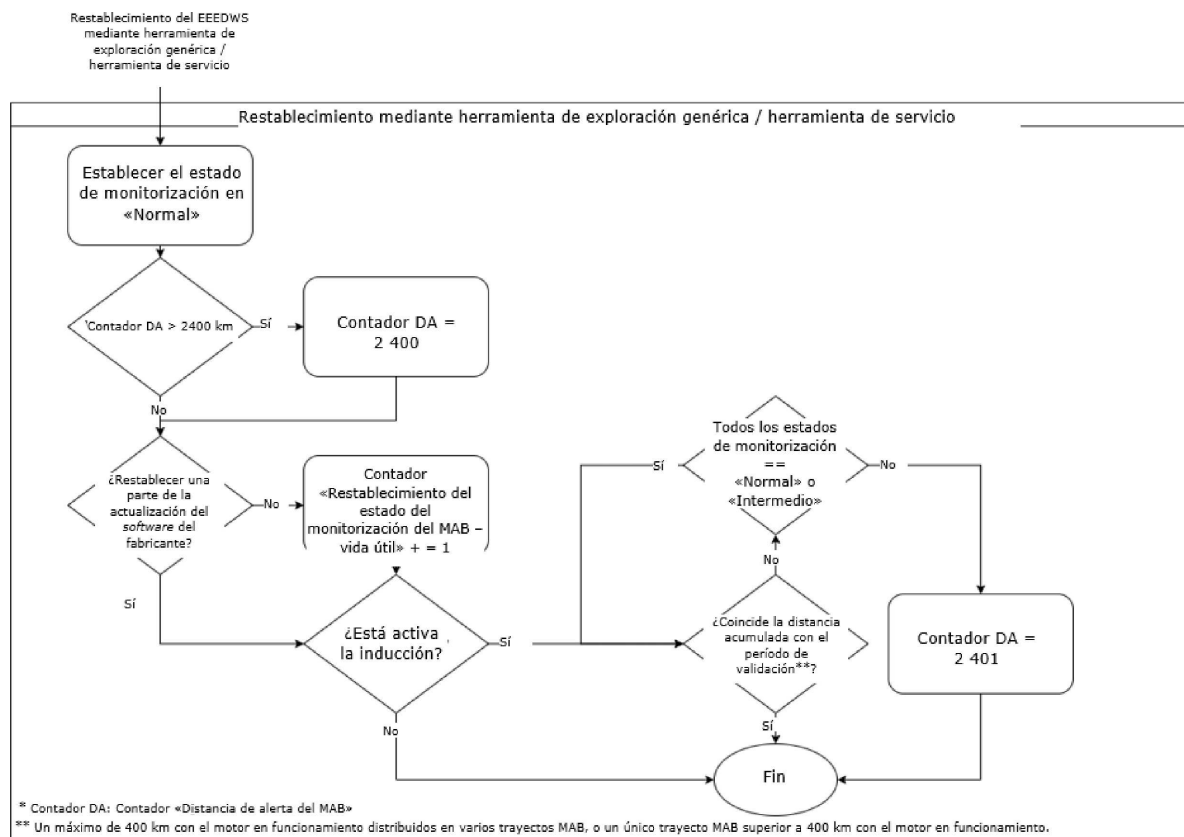 Restablecimiento del EEEDWS
mediante herramienta de
exploración genérica /
herramienta de servicio
Restablecimiento mediante herramienta de exploración genérica / herramienta de servicio
Establecer el estado
de monitorización en
«Normal»
Contador DA > 2400 km
Sí
Contador DA =
2 400
No
¿Restablecer una
parte de la
actualización del
software del
fabricante?
No
Contador
«Restablecimiento del
estado del
monitorización del MAB –
vida útil» + = 1
Sí
¿Está activa
la inducción?
Sí
No
Todos los estados
de monitorización
==
«Normal» o
«Intermedio»
Sí
No
No
¿Coincide la distancia
acumulada con el
período de
validación**?
Sí
Contador DA =
2 401
Fin
* Contador DA: Contador «Distancia de alerta del MAB»
** Un máximo de 400 km con el motor en funcionamiento distribuidos en varios trayectos MAB, o un único trayecto MAB superior a 400 km con el motor en funcionamiento.